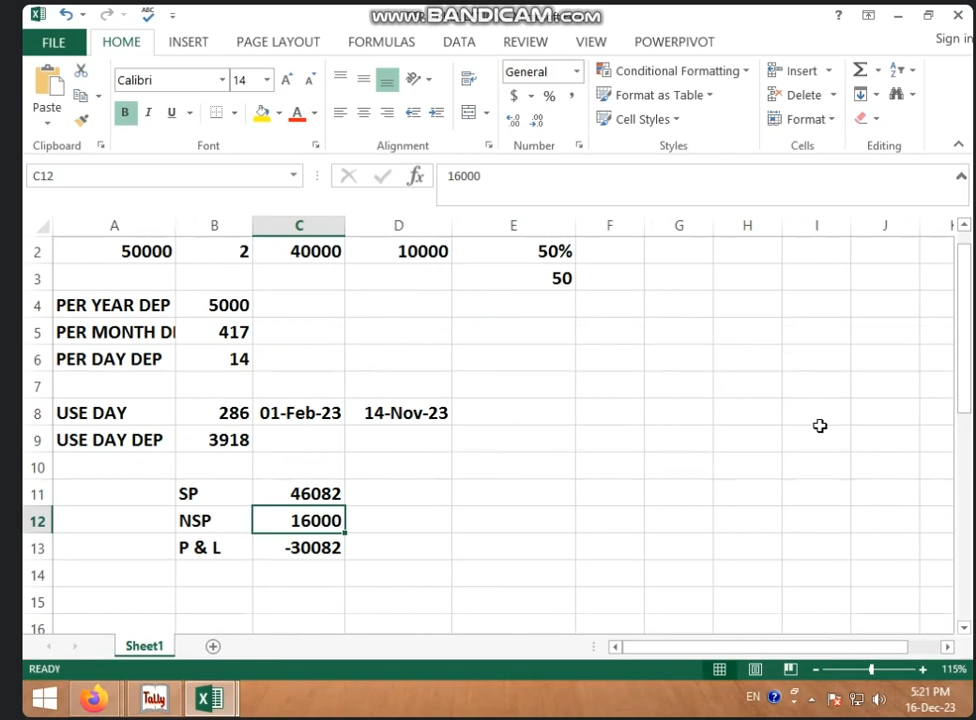 www.BANDICAM.com
? Sign in
FILE HOME INSERT PAGE LAYOUT FORMULAS DATA REVIEW VIEW POWERPIVOT
Paste Calibri 14 General Conditional Formatting Insert
B I U $ % , Format as Table Delete
Cell Styles Format
Clipboard Font Alignment Number Styles Cells Editing
C12 fx 16000
A B C D E F G H I J
2 50000 2 40000 10000 50%
3 50
4 PER YEAR DEP 5000
5 PER MONTH D 417
6 PER DAY DEP 14
7
8 USE DAY 286 01-Feb-23 14-Nov-23
9 USE DAY DEP 3918
10
11 SP 46082
12 NSP 16000
13 P & L -30082
14
15
16
Sheet1
READY 115%
Tally EN 5:21 PM
16-Dec-23